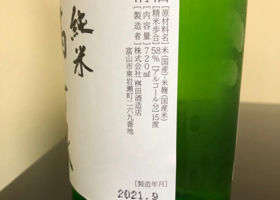 純米
酒
【原材料名】米(国産)・米麹(国産米)
精米歩合58%【アルコール分】15度
【内容量】720ml
【製造者】株式会社桝田酒造店
富山市東岩瀬町二六九番地
【製造年月】
2021.9